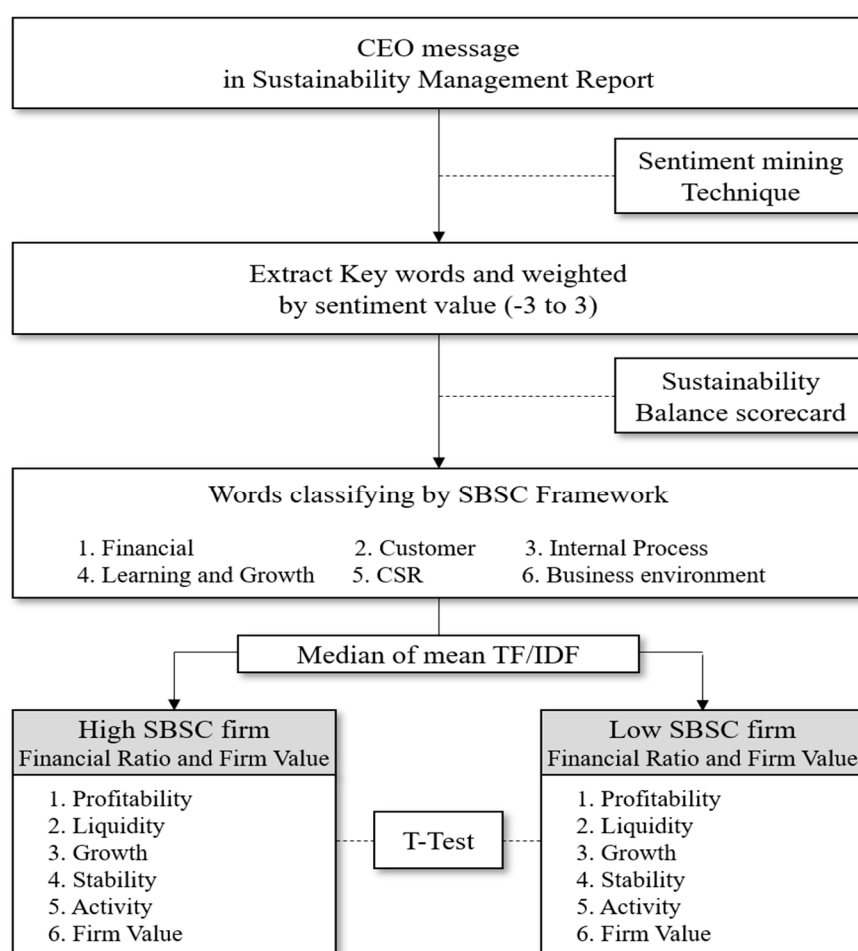 CEO message
in Sustainability Management Report
Sentiment mining
Technique
Extract Key words and weighted
by sentiment value (-3 to 3)
Sustainability
Balance scorecard
Words classifying by SBSC Framework
1. Financial 2. Customer 3. Internal Process
4. Learning and Growth 5. CSR 6. Business environment
Median of mean TF/IDF
High SBSC firm
Financial Ratio and Firm Value
1. Profitability
2. Liquidity
3. Growth
4. Stability
5. Activity
6. Firm Value
T-Test
Low SBSC firm
Financial Ratio and Firm Value
1. Profitability
2. Liquidity
3. Growth
4. Stability
5. Activity
6. Firm Value